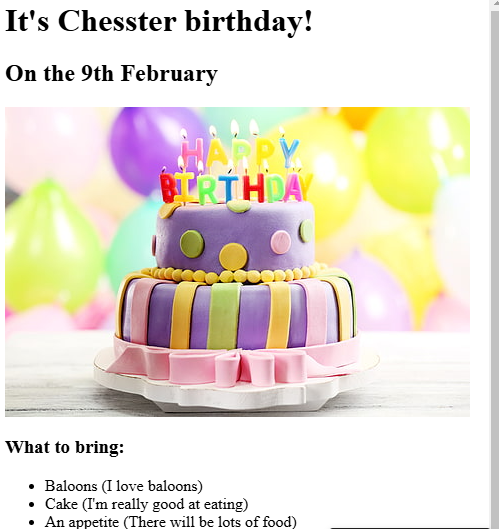 It's Chesster birthday!
On the 9th February
HAPPY
BIRTHDAY
What to bring:
Baloons (I love baloons)
Cake (I'm really good at eating)
An appetite (There will be lots of food)